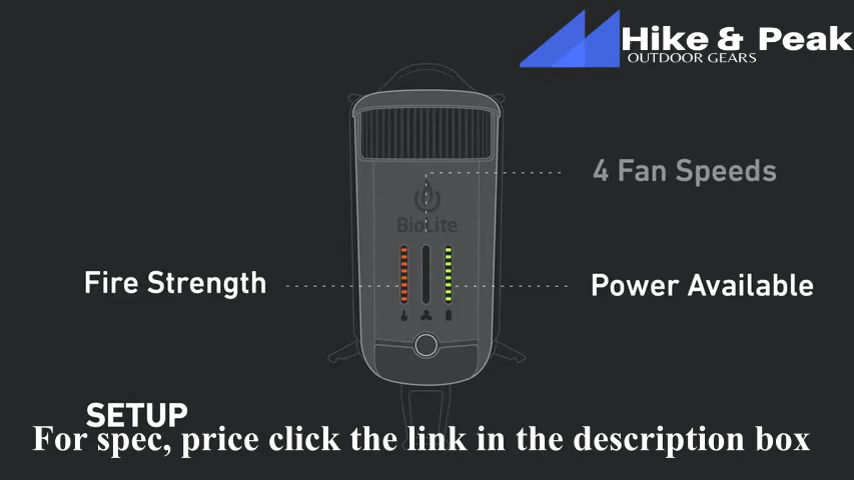 Hike & Peak
OUTDOOR GEARS
4 Fan Speeds
BioLite
Fire Strength
Power Available
SETUP
For spec, price click the link in the description box